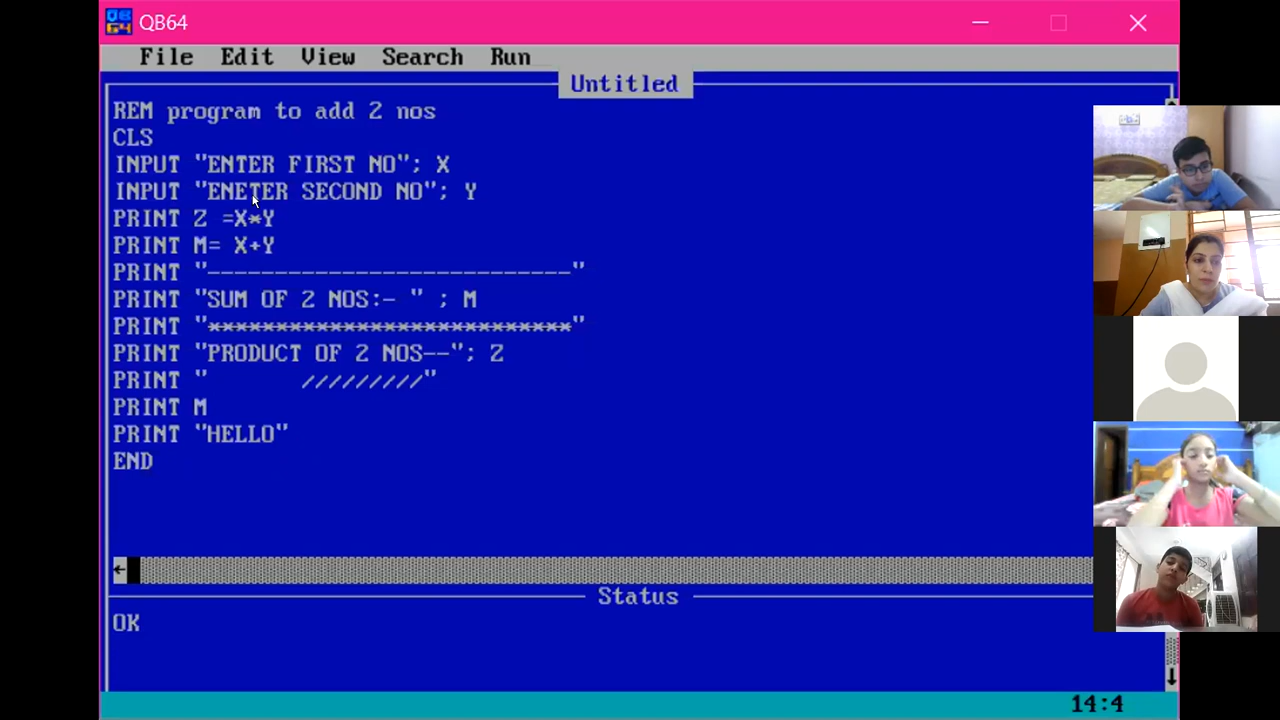 QB64
File Edit View Search Run
Untitled
REM program to add 2 nos
CLS
INPUT "ENTER FIRST NO"; X
INPUT "ENETER SECOND NO"; Y
PRINT Z =X*Y
PRINT M= X+Y
PRINT "---------------------------"
PRINT "SUM OF 2 NOS:- " ; M
PRINT "***************************"
PRINT "PRODUCT OF 2 NOS--"; Z
PRINT "       /////////"
PRINT M
PRINT "HELLO"
END
Status
OK
14:4